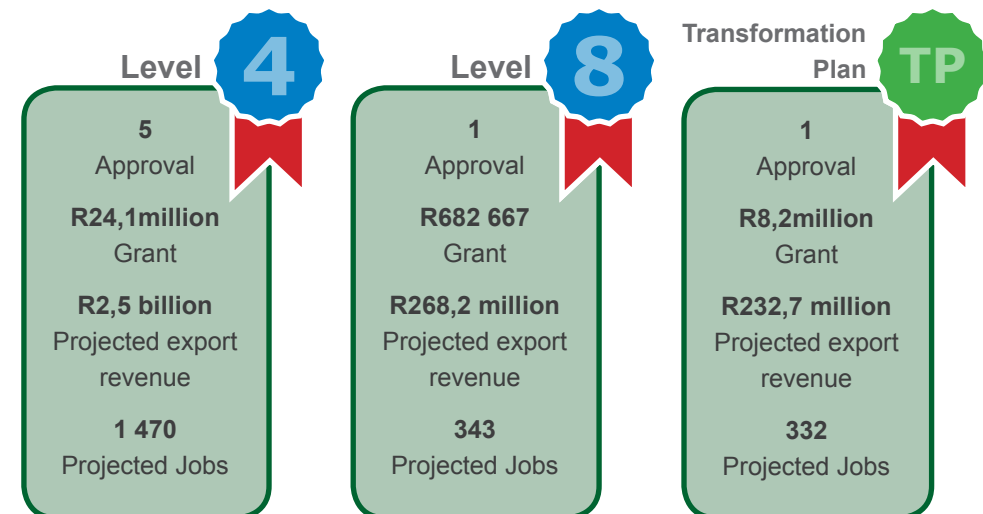 Level 4
5
Approval
R24,1million
Grant
R2,5 billion
Projected export
revenue
1 470
Projected Jobs
Level 8
1
Approval
R682 667
Grant
R268,2 million
Projected export
revenue
343
Projected Jobs
Transformation
Plan TP
1
Approval
R8,2million
Grant
R232,7 million
Projected export
revenue
332
Projected Jobs